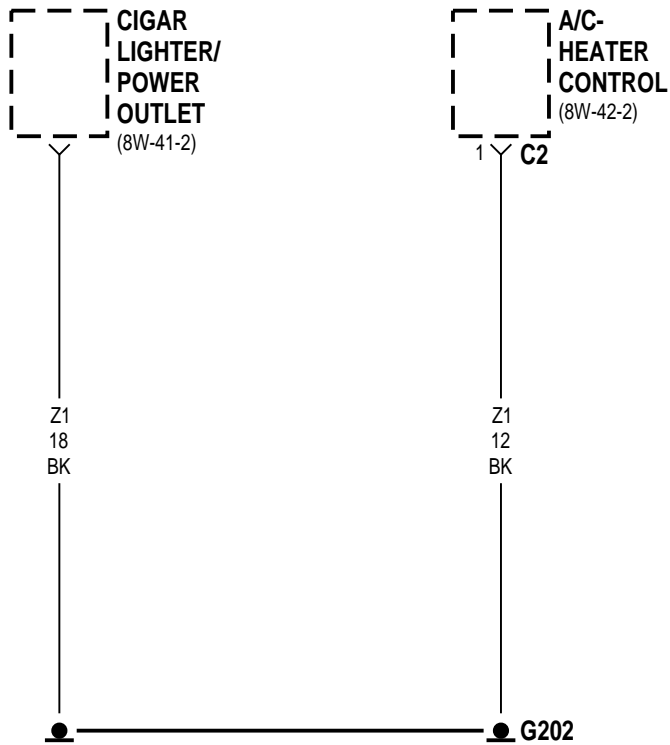 CIGAR
LIGHTER/
POWER
OUTLET
(8W-41-2)
A/C-
HEATER
CONTROL
(8W-42-2)
1
C2
Z1
18
BK
Z1
12
BK
G202